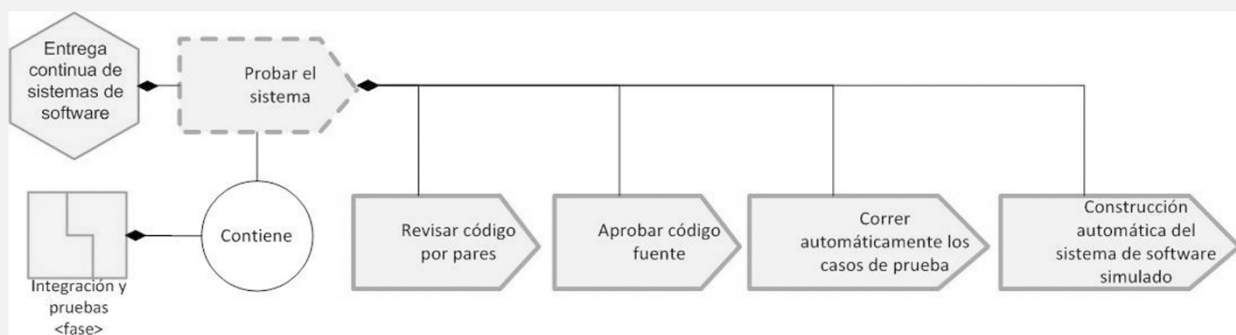 Entrega
continua de
sistemas de
software
Probar el
sistema
Integración y
pruebas
<fase>
Contiene
Revisar código
por pares
Aprobar código
fuente
Correr
automáticamente los
casos de prueba
Construcción
automática del
sistema de software
simulado